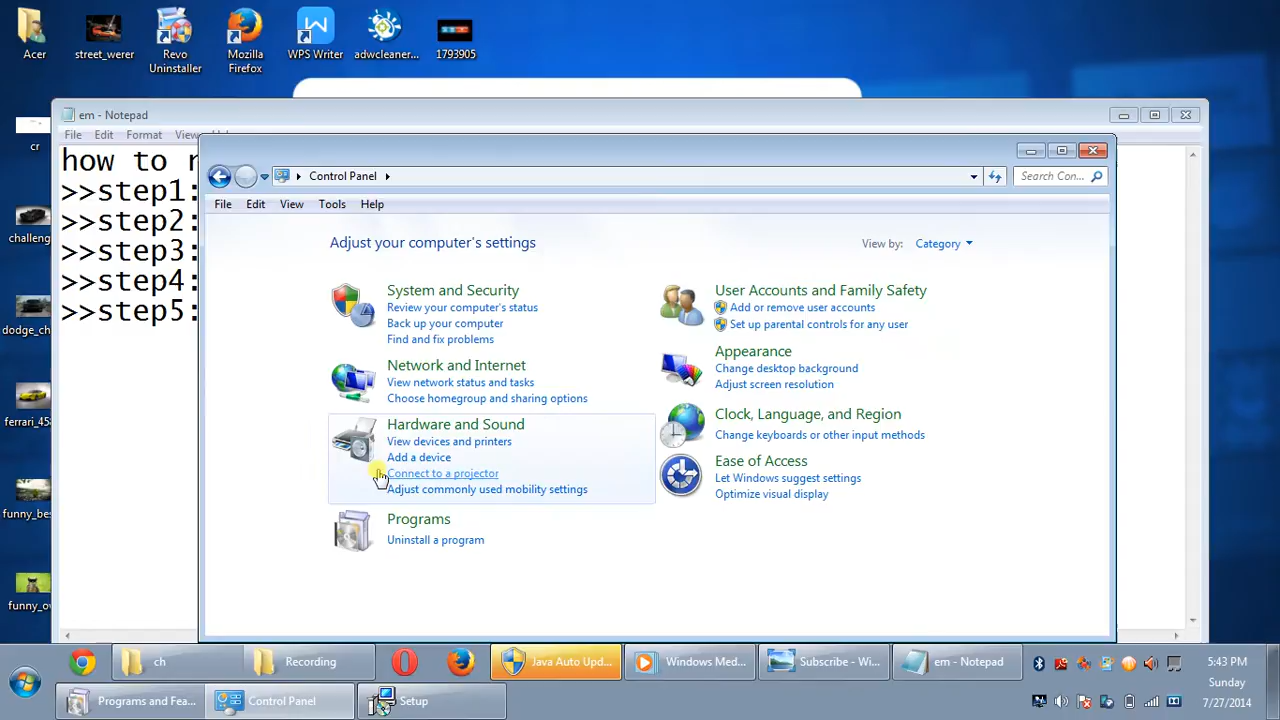 Acer
street_werer
Revo
Uninstaller
Mozilla
Firefox
WPS Writer
adwcleaner...
1793905
em - Notepad
File Edit Format View
cr
how to r
>>step1:
>>step2:
>>step3:
>>step4:
>>step5:
challeng
dodge_ch
ferrari_45
funny_bes
funny_ov
Control Panel
Search Con...
File Edit View Tools Help
Adjust your computer's settings
View by: Category
System and Security
Review your computer's status
Back up your computer
Find and fix problems
Network and Internet
View network status and tasks
Choose homegroup and sharing options
Hardware and Sound
View devices and printers
Add a device
Connect to a projector
Adjust commonly used mobility settings
Programs
Uninstall a program
User Accounts and Family Safety
Add or remove user accounts
Set up parental controls for any user
Appearance
Change desktop background
Adjust screen resolution
Clock, Language, and Region
Change keyboards or other input methods
Ease of Access
Let Windows suggest settings
Optimize visual display
ch
Recording
Java Auto Upd...
Windows Med...
Subscribe - Wi...
em - Notepad
5:43 PM
Sunday
7/27/2014
Programs and Fea...
Control Panel
Setup